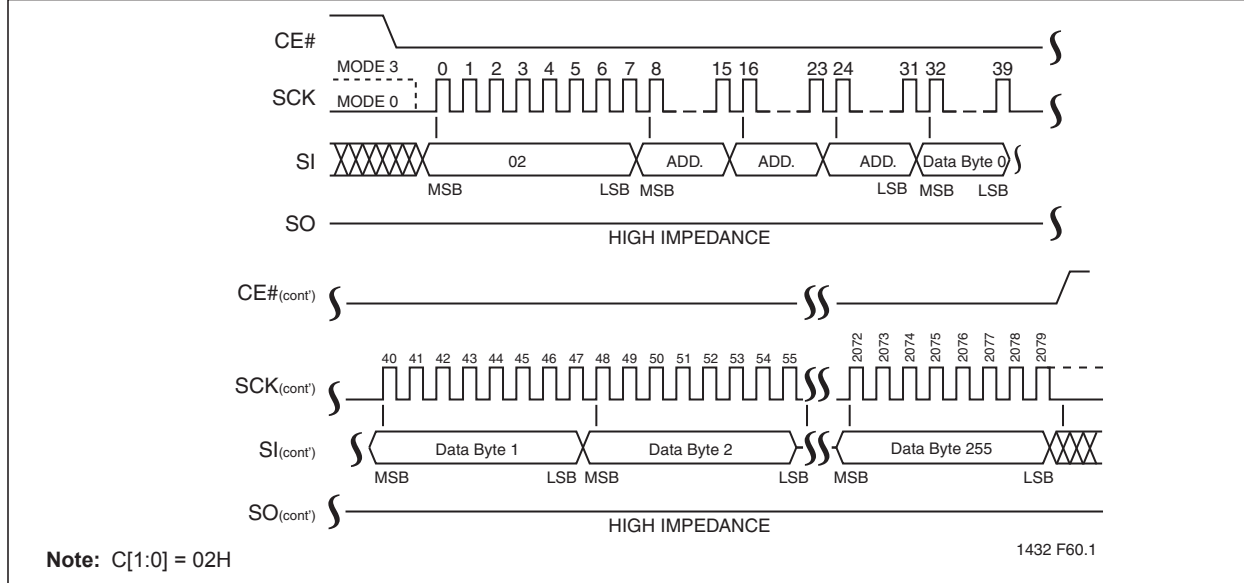 CE#
MODE 3
0 1 2 3 4 5 6 7 8 15 16 23 24 31 32 39
SCK
MODE 0
SI
02 ADD. ADD. ADD. Data Byte 0
MSB LSB MSB LSB MSB LSB
SO
HIGH IMPEDANCE
CE#(cont')
40 41 42 43 44 45 46 47 48 49 50 51 52 53 54 55 2072 2073 2074 2075 2076 2077 2078 2079
SCK(cont')
SI(cont')
Data Byte 1 Data Byte 2 Data Byte 255
MSB LSB MSB LSB MSB LSB
SO(cont')
HIGH IMPEDANCE
Note: C[1:0] = 02H
1432 F60.1